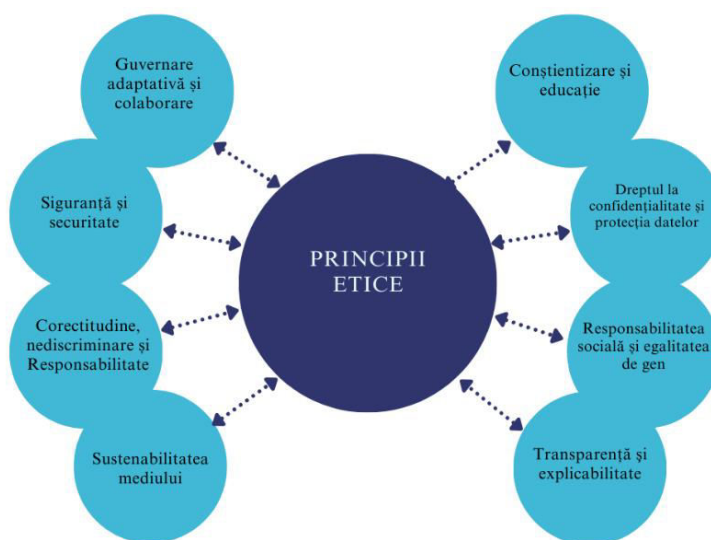 Guvernare
adaptativă și
colaborare
Siguranță și
securitate
Corectitudine,
nediscriminare și
Responsabilitate
Sustenabilitatea
mediului
PRINCIPII
ETICE
Conștientizare și
educație
Dreptul la
confidențialitate și
protecția datelor
Responsabilitatea
socială și egalitatea
de gen
Transparență și
explicabilitate